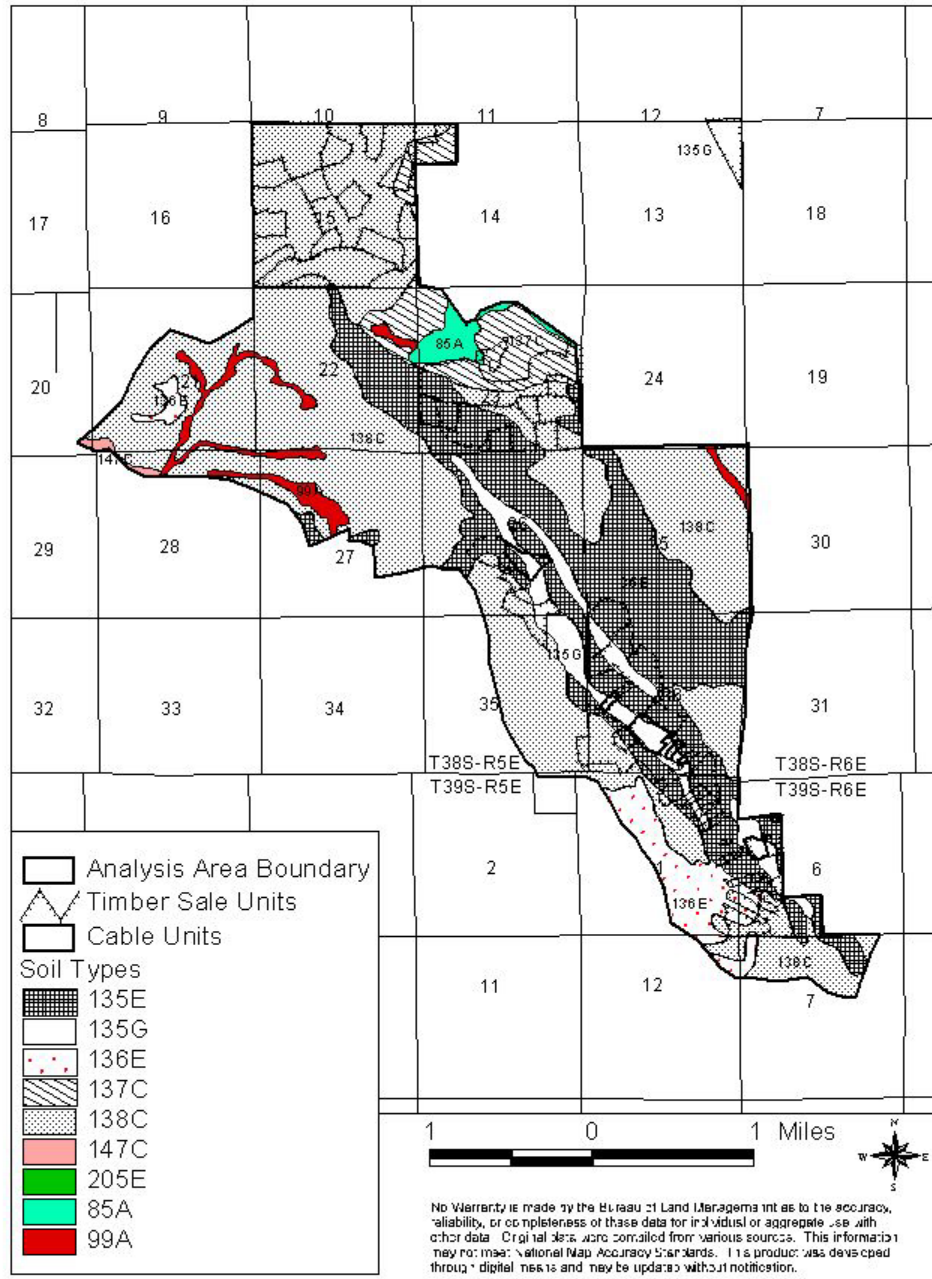 8 9 10 11 12 7
135G
17 16 15 14 13 18
20 22 85A 137C 24 19
136E 23
138C
147C
138C
29 28 27 30
135G
32 33 34 35 31
T38S-R5E T38S-R6E
T39S-R5E T39S-R6E
2 6
136E
138C
11 12 7
Analysis Area Boundary
Timber Sale Units
Cable Units
Soil Types
135E
135G
136E
137C
138C
147C
205E
85A
99A
1 0 1 Miles
N
W E
S
No Warranty is made by the Bureau of Land Management as to the accuracy,
reliability, or completeness of these data for individual or aggregate use with
other data. Original data were compiled from various sources. This information
may not meet National Map Accuracy Standards. This product was developed
through digital means and may be updated without notification.